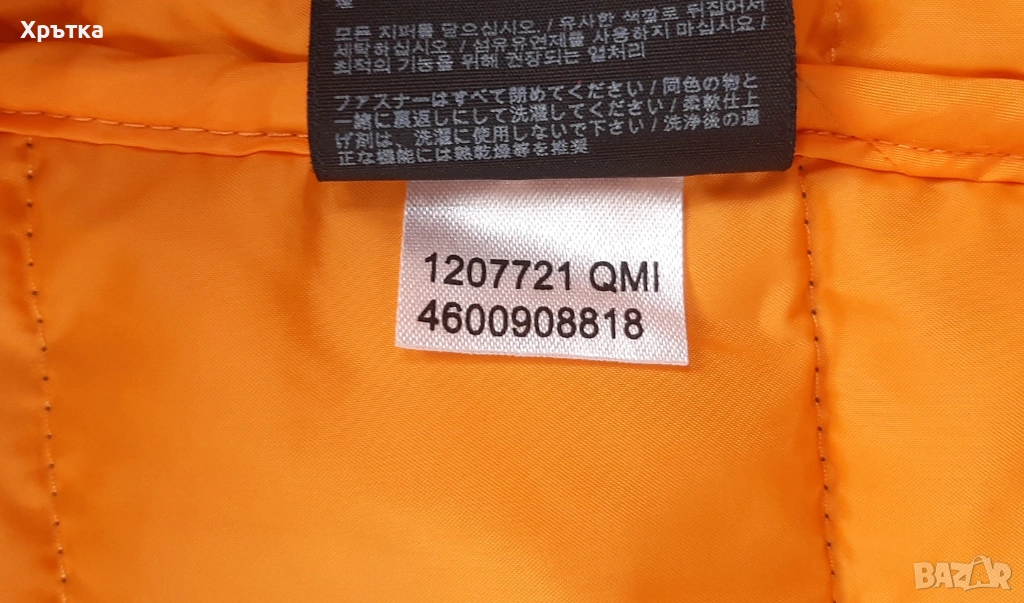 Хрътка
모든 지퍼를 닫으십시오 / 유사한 색깔로 뒤집어서
세탁하십시오 / 섬유유연제를 사용하지 마십시오 /
최적의 기능을 위해 권장되는 열처리
ファスナーはすべて閉めてください / 同色の物と
一緒に裏返しにして洗濯してください / 柔軟仕上
げ剤は、洗濯に使用しないで下さい / 洗浄後の適
正な機能には熱乾燥等を推奨
1207721 QMI
4600908818
BAZAR